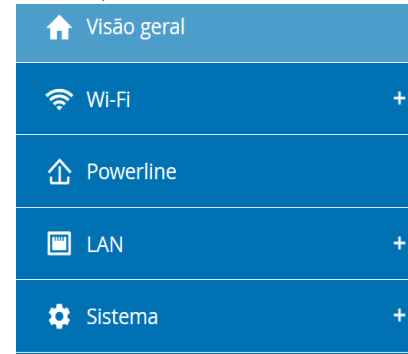 Visão geral
Wi-Fi +
Powerline
LAN +
Sistema +